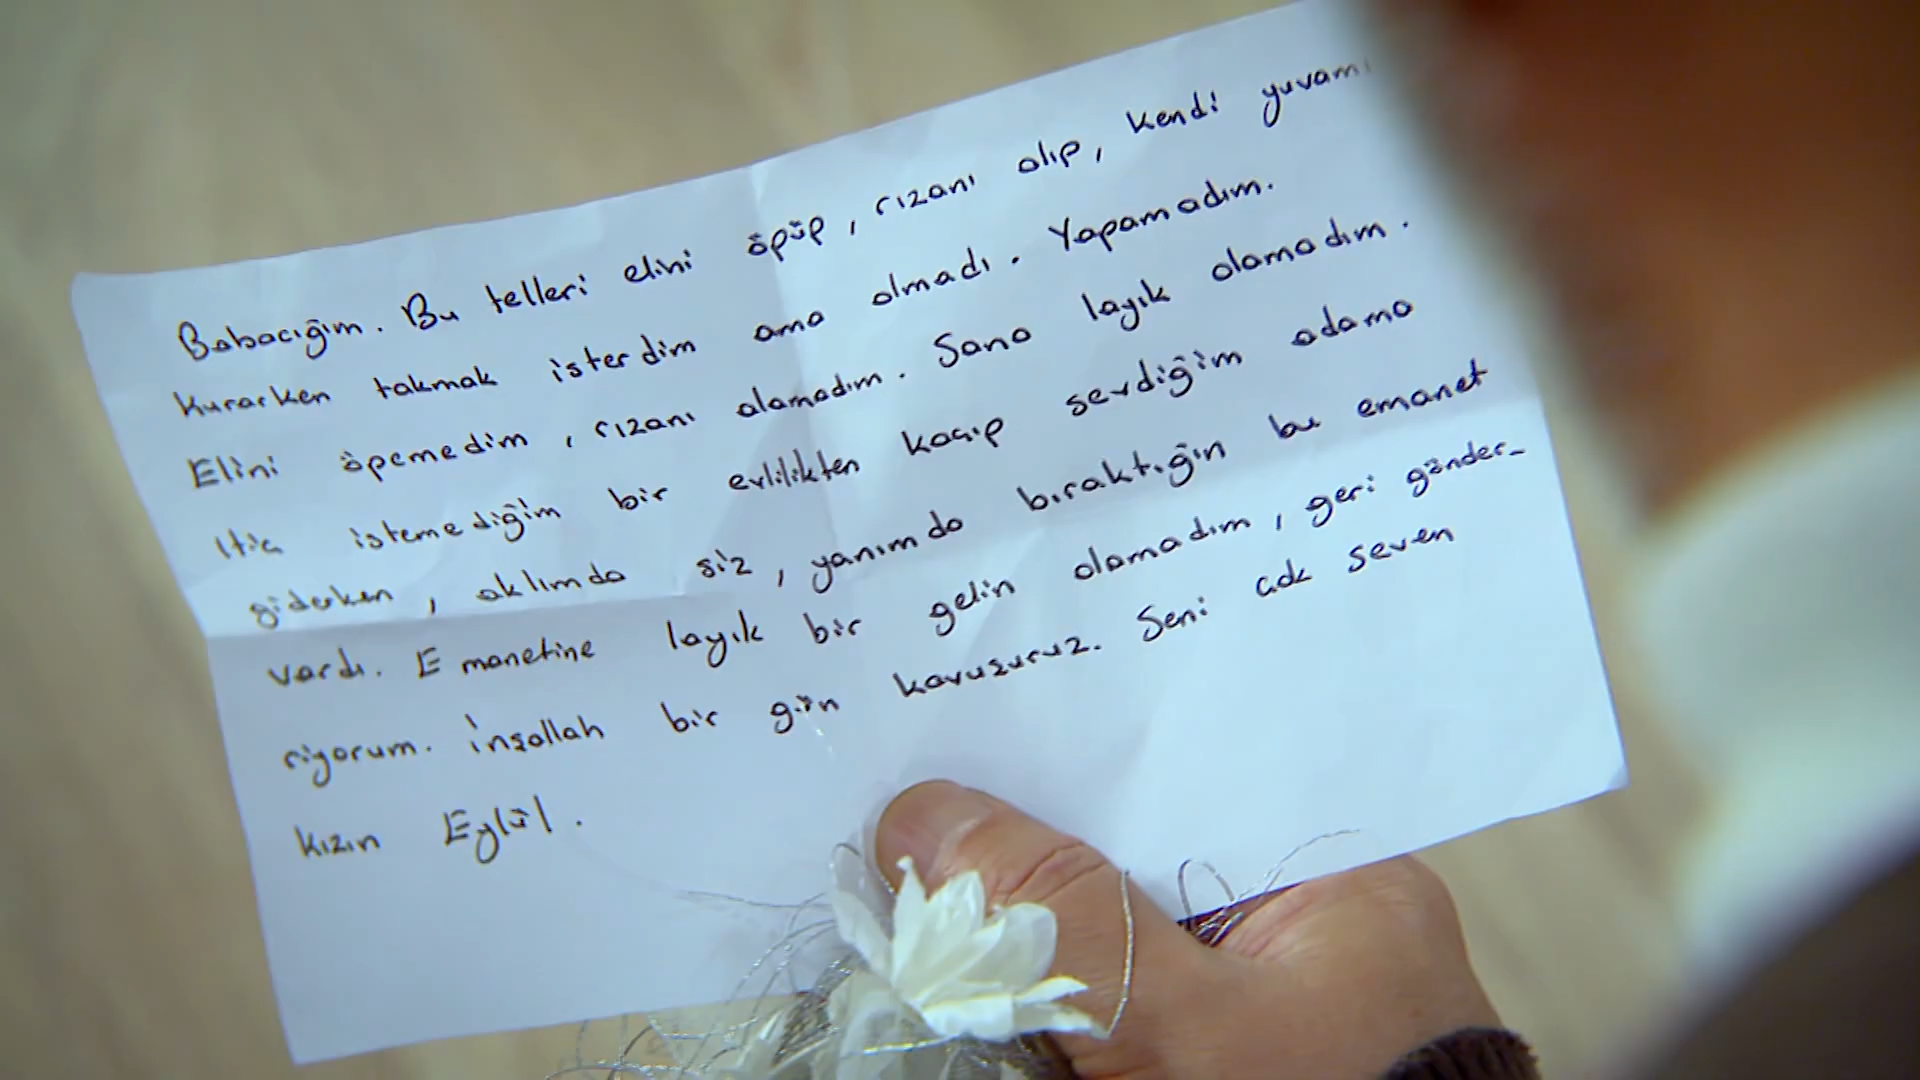 Babacığım. Bu telleri elini öpüp, rızanı alıp, kendi yuvamı
kurarken takmak isterdim ama olmadı. Yapamadım.
Elini öpemedim, rızanı alamadım. Sana layık olamadım.
Hiç istemediğim bir evlilikten kaçıp sevdiğim adama
giderken, aklımda siz, yanımda bıraktığın bu emanet
vardı. Emanetine layık bir gelin olamadım, geri gönder-
riyorum. İnşallah bir gün kavuşuruz. Seni çok seven
kızın Eylül.